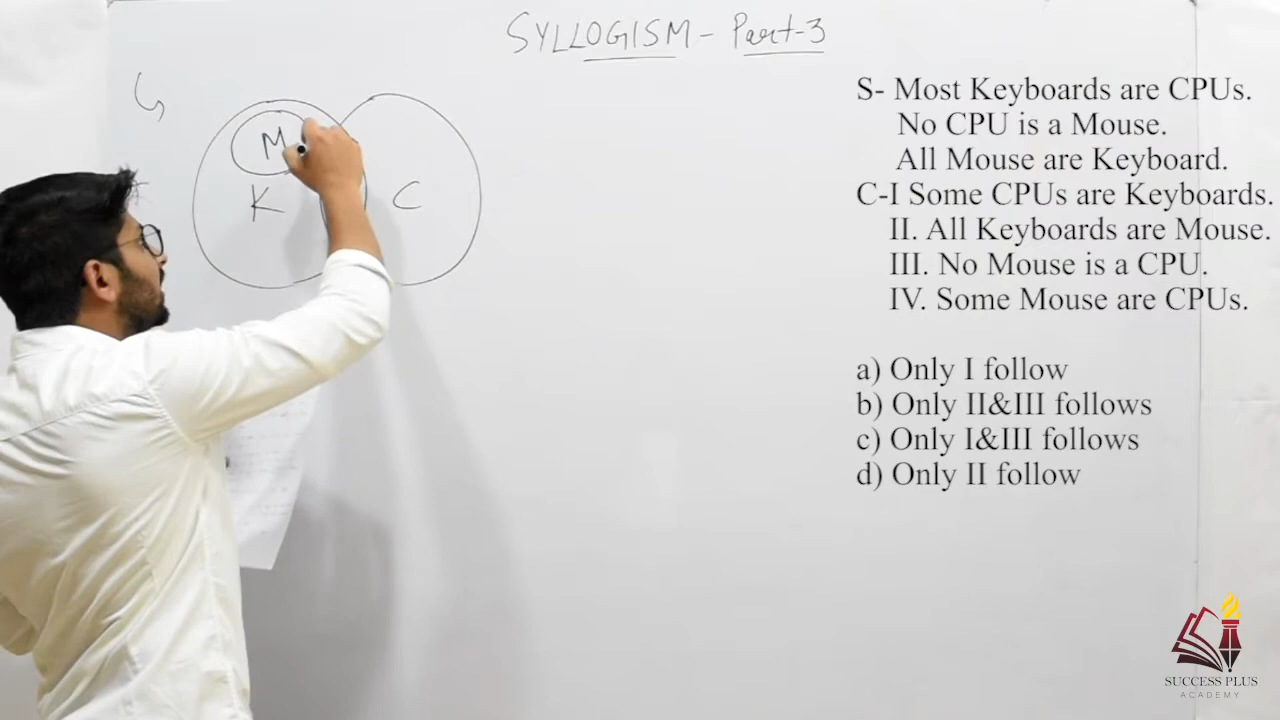 SYLLOGISM - Part-3
M
K
C
S- Most Keyboards are CPUs.
No CPU is a Mouse.
All Mouse are Keyboard.
C-I Some CPUs are Keyboards.
II. All Keyboards are Mouse.
III. No Mouse is a CPU.
IV. Some Mouse are CPUs.
a) Only I follow
b) Only II&III follows
c) Only I&III follows
d) Only II follow
SUCCESS PLUS
ACADEMY